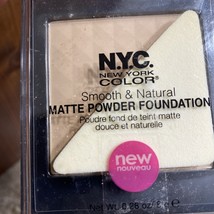 N.Y.C.
NEW YORK
COLOR®
Smooth & Natural
MATTE POWDER FOUNDATION
Poudre fond de teint matte
douce et naturelle
new
nouveau